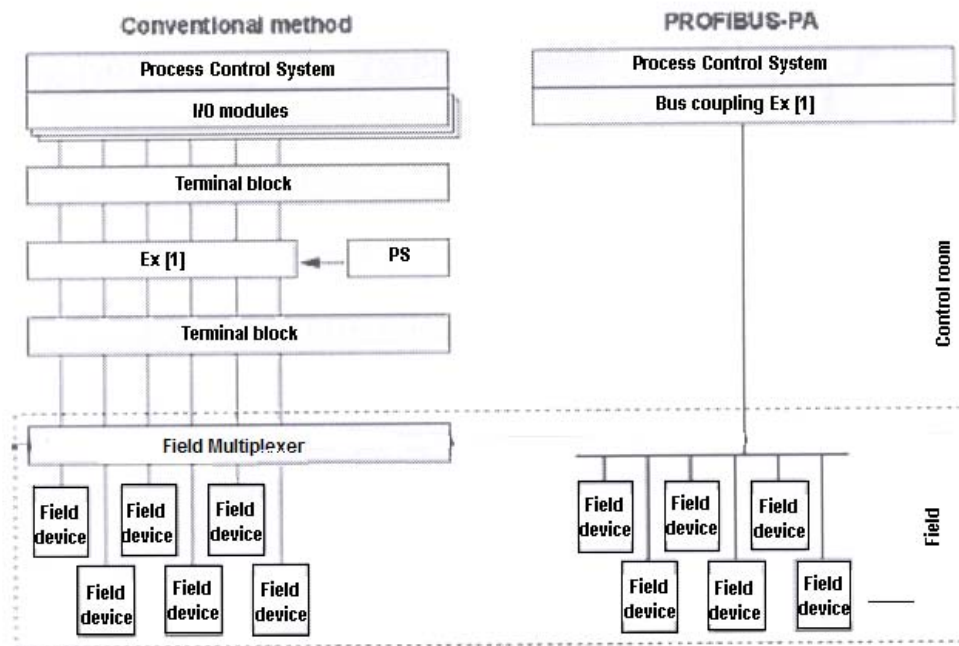 Conventional method
PROFIBUS-PA
Process Control System
I/O modules
Process Control System
Bus coupling Ex [1]
Terminal block
Ex [1]
PS
Terminal block
Control room
Field Multiplexer
Field
device
Field
device
Field
device
Field
device
Field
device
Field
device
Field
device
Field
device
Field
device
Field
device
Field
device
Field
device
Field